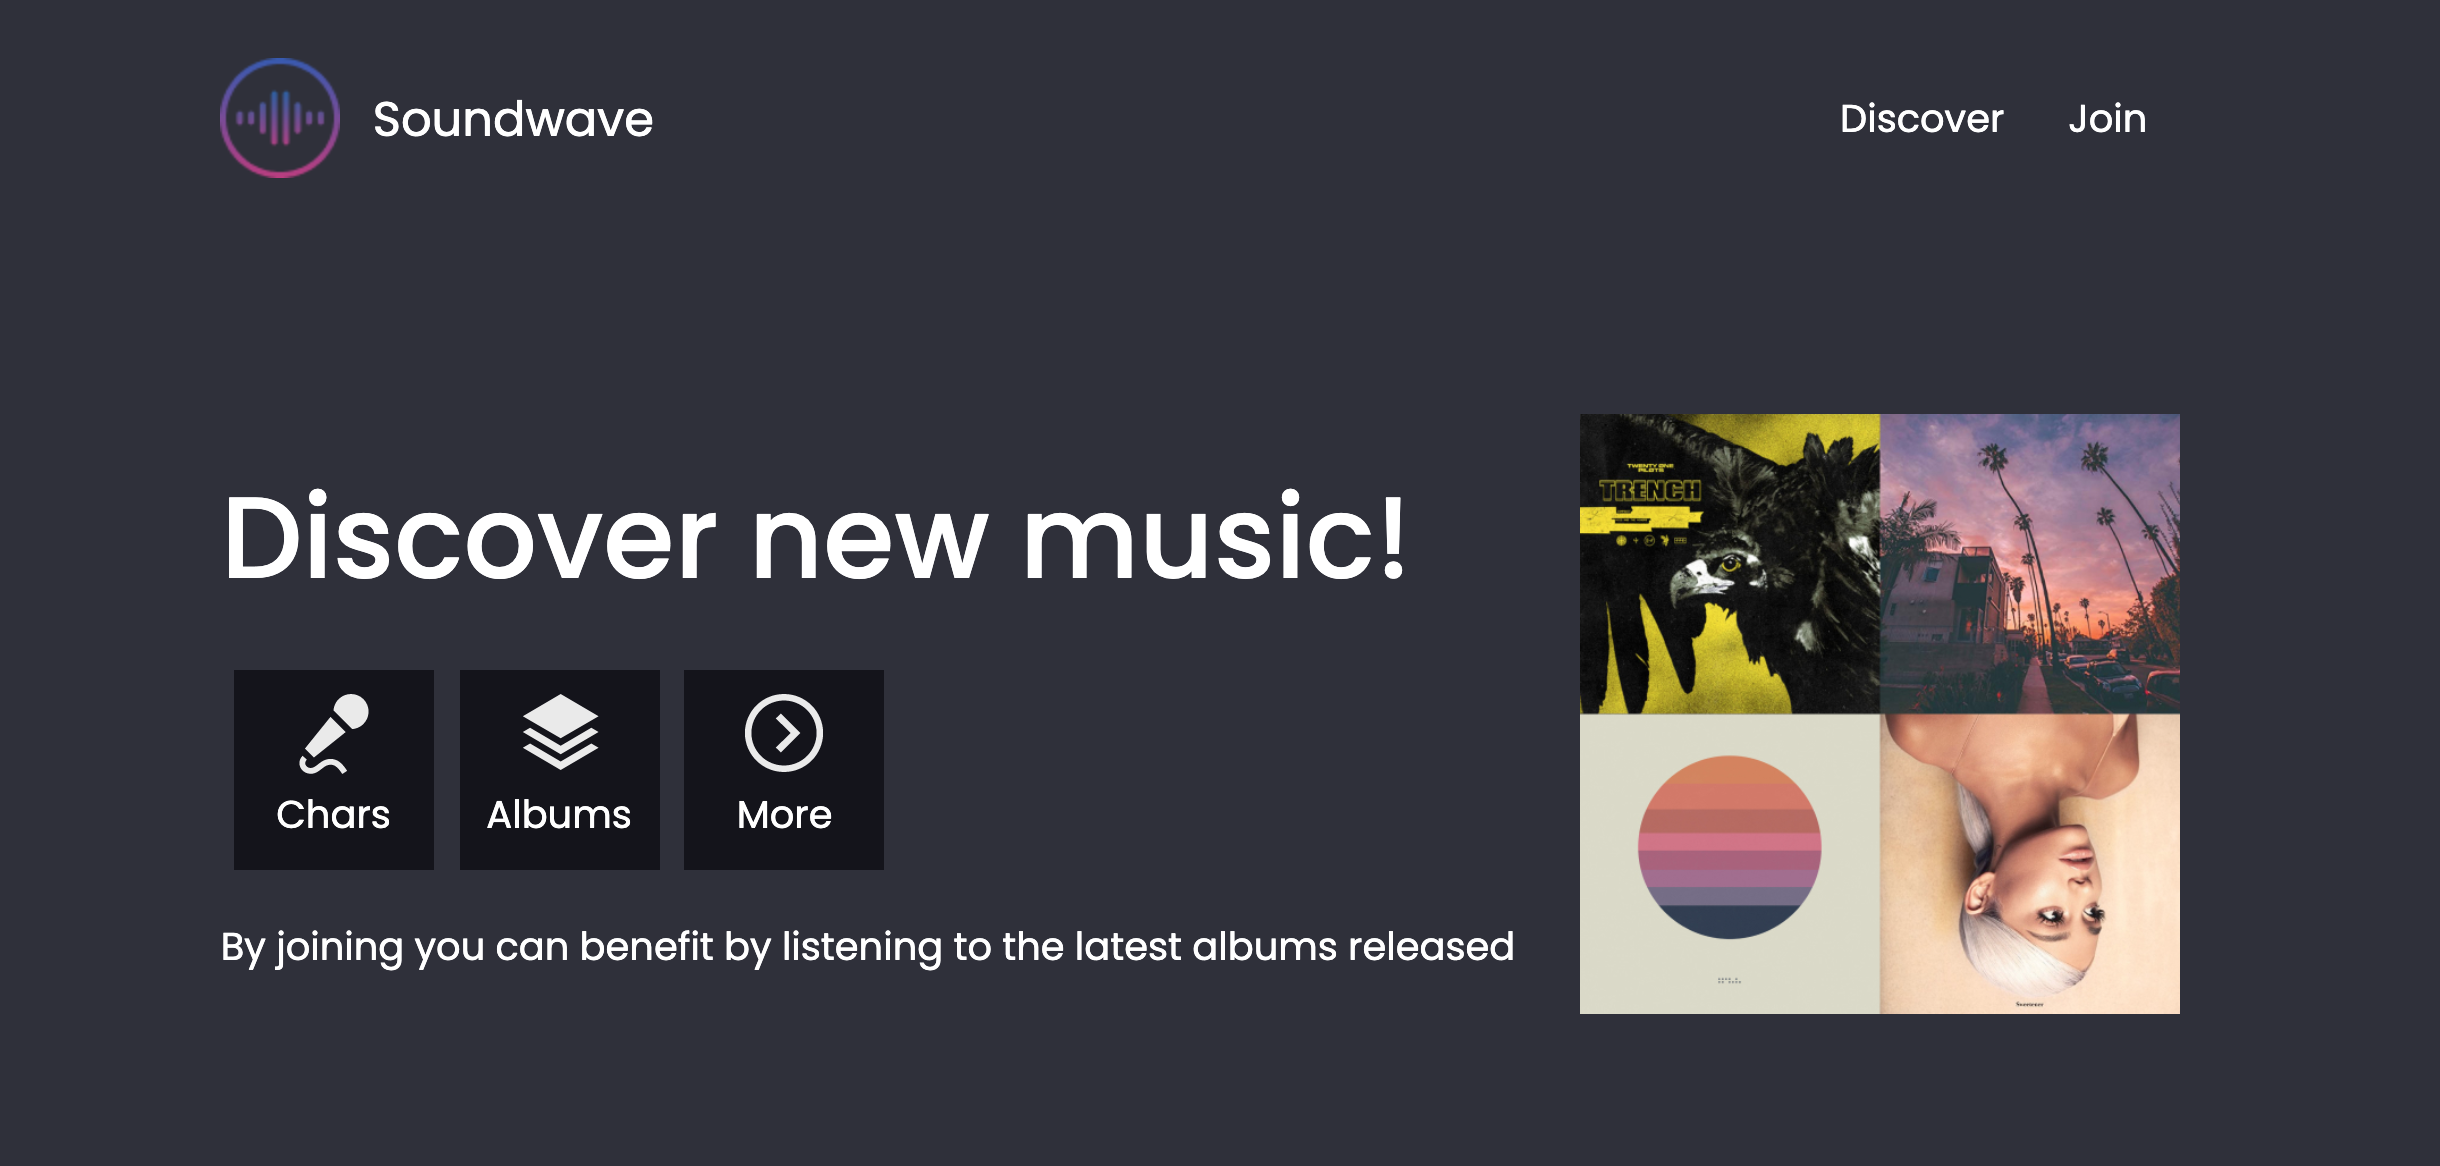 Soundwave
Discover
Join
Discover new music!
TWENTY ONE
PILOTS
TRENCH
Chars
Albums
More
By joining you can benefit by listening to the latest albums released
Sweetener